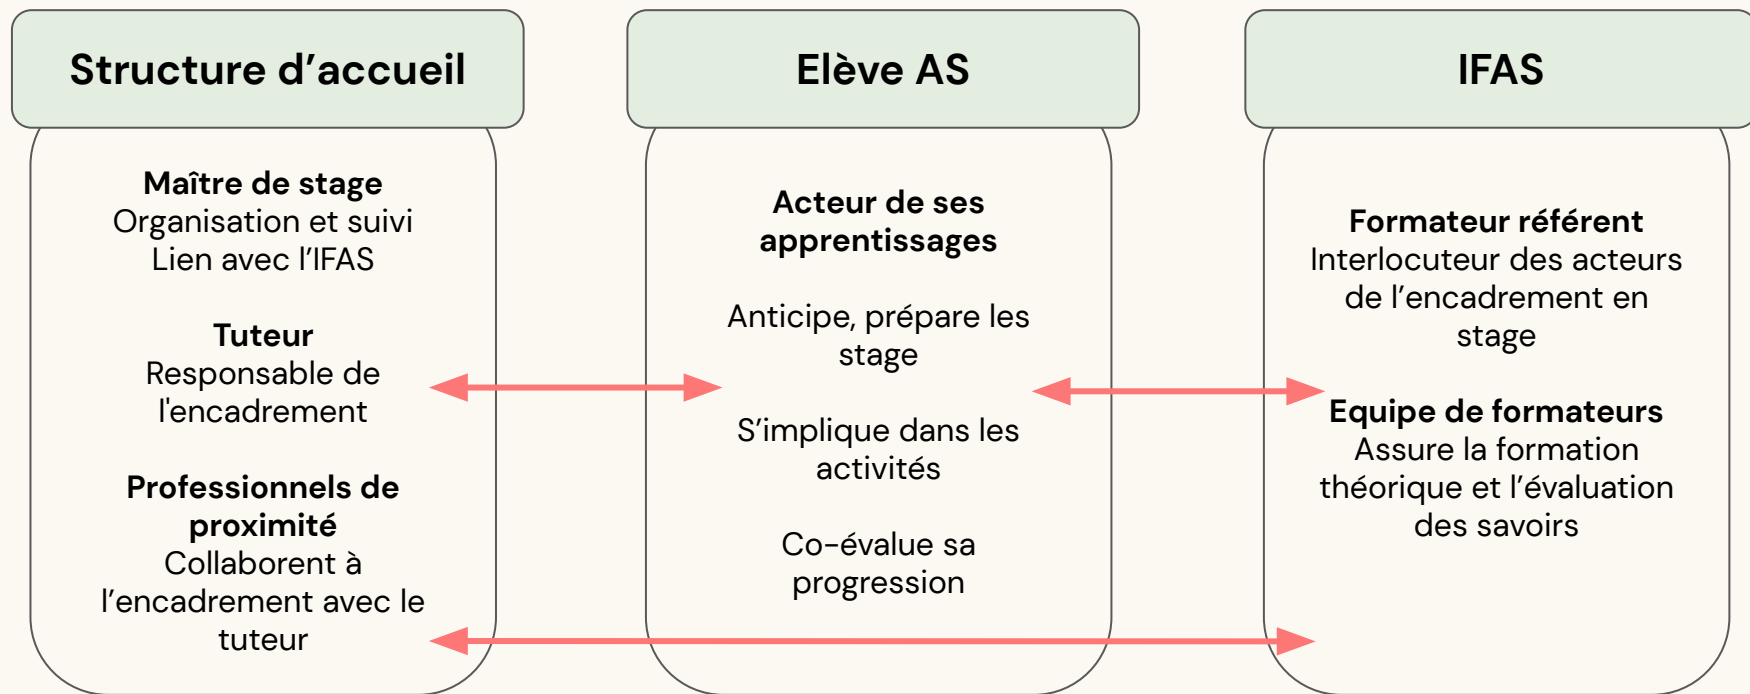 Structure d’accueil
Maître de stage
Organisation et suivi
Lien avec l’IFAS
Tuteur
Responsable de
l'encadrement
Professionnels de
proximité
Collaborent à
l’encadrement avec le
tuteur
Elève AS
Acteur de ses
apprentissages
Anticipe, prépare les
stage
S’implique dans les
activités
Co-évalue sa
progression
IFAS
Formateur référent
Interlocuteur des acteurs
de l’encadrement en
stage
Equipe de formateurs
Assure la formation
théorique et l’évaluation
des savoirs